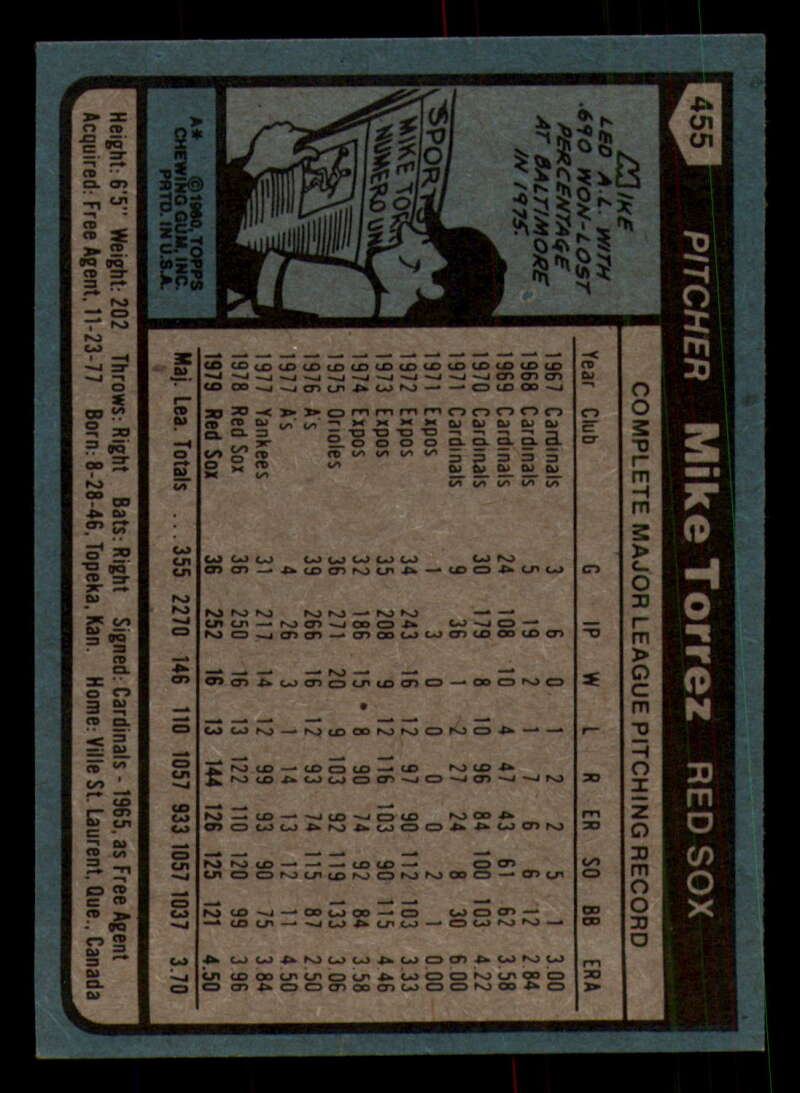 455 PITCHER Mike Torrez RED SOX
MIKE
LED A.L. WITH
.690 WON-LOST
PERCENTAGE
AT BALTIMORE
IN 1975.
SPORTS
MIKE TOR
NUMERO UN
A* © 1980, TOPPS
CHEWING GUM, INC.
PRTD. IN U.S.A.
COMPLETE MAJOR LEAGUE PITCHING RECORD
Year Club G IP W L R ER SO BB ERA
1967 Cardinals 3 6 0 1 2 2 5 1 3.00
1968 Cardinals 5 19 2 1 7 6 6 12 2.84
1969 Cardinals 24 108 10 4 47 43 61 62 3.58
1970 Cardinals 30 179 8 10 96 84 100 103 4.22
1971 Cardinals 9 36 1 2 27 24 8 30 6.00
1971 Expos 1 3 0 0 0 0 2 1 0.00
1972 Expos 34 243 16 12 97 90 112 103 3.33
1973 Expos 35 208 9 12 116 103 90 115 4.46
1974 Expos 32 186 15 8 90 74 92 84 3.58
1975 Orioles 36 271 20 9 103 92 119 133 3.06
1976 A's 39 266 16 12 93 74 115 87 2.50
1977 A's 4 26 3 1 14 13 12 11 4.50
1977 Yankees 31 217 14 12 99 93 90 75 3.84
1978 Red Sox 36 250 16 13 122 110 120 99 3.96
1979 Red Sox 36 252 16 13 144 126 125 121 4.50
Maj. Lea. Totals ... 355 2270 146 110 1057 933 1057 1037 3.70
Height: 6'5" Weight: 202 Throws: Right Bats: Right Signed: Cardinals - 1965, as Free Agent
Acquired: Free Agent, 11-23-77 Born: 8-28-46, Topeka, Kan. Home: Ville St. Laurent, Que., Canada